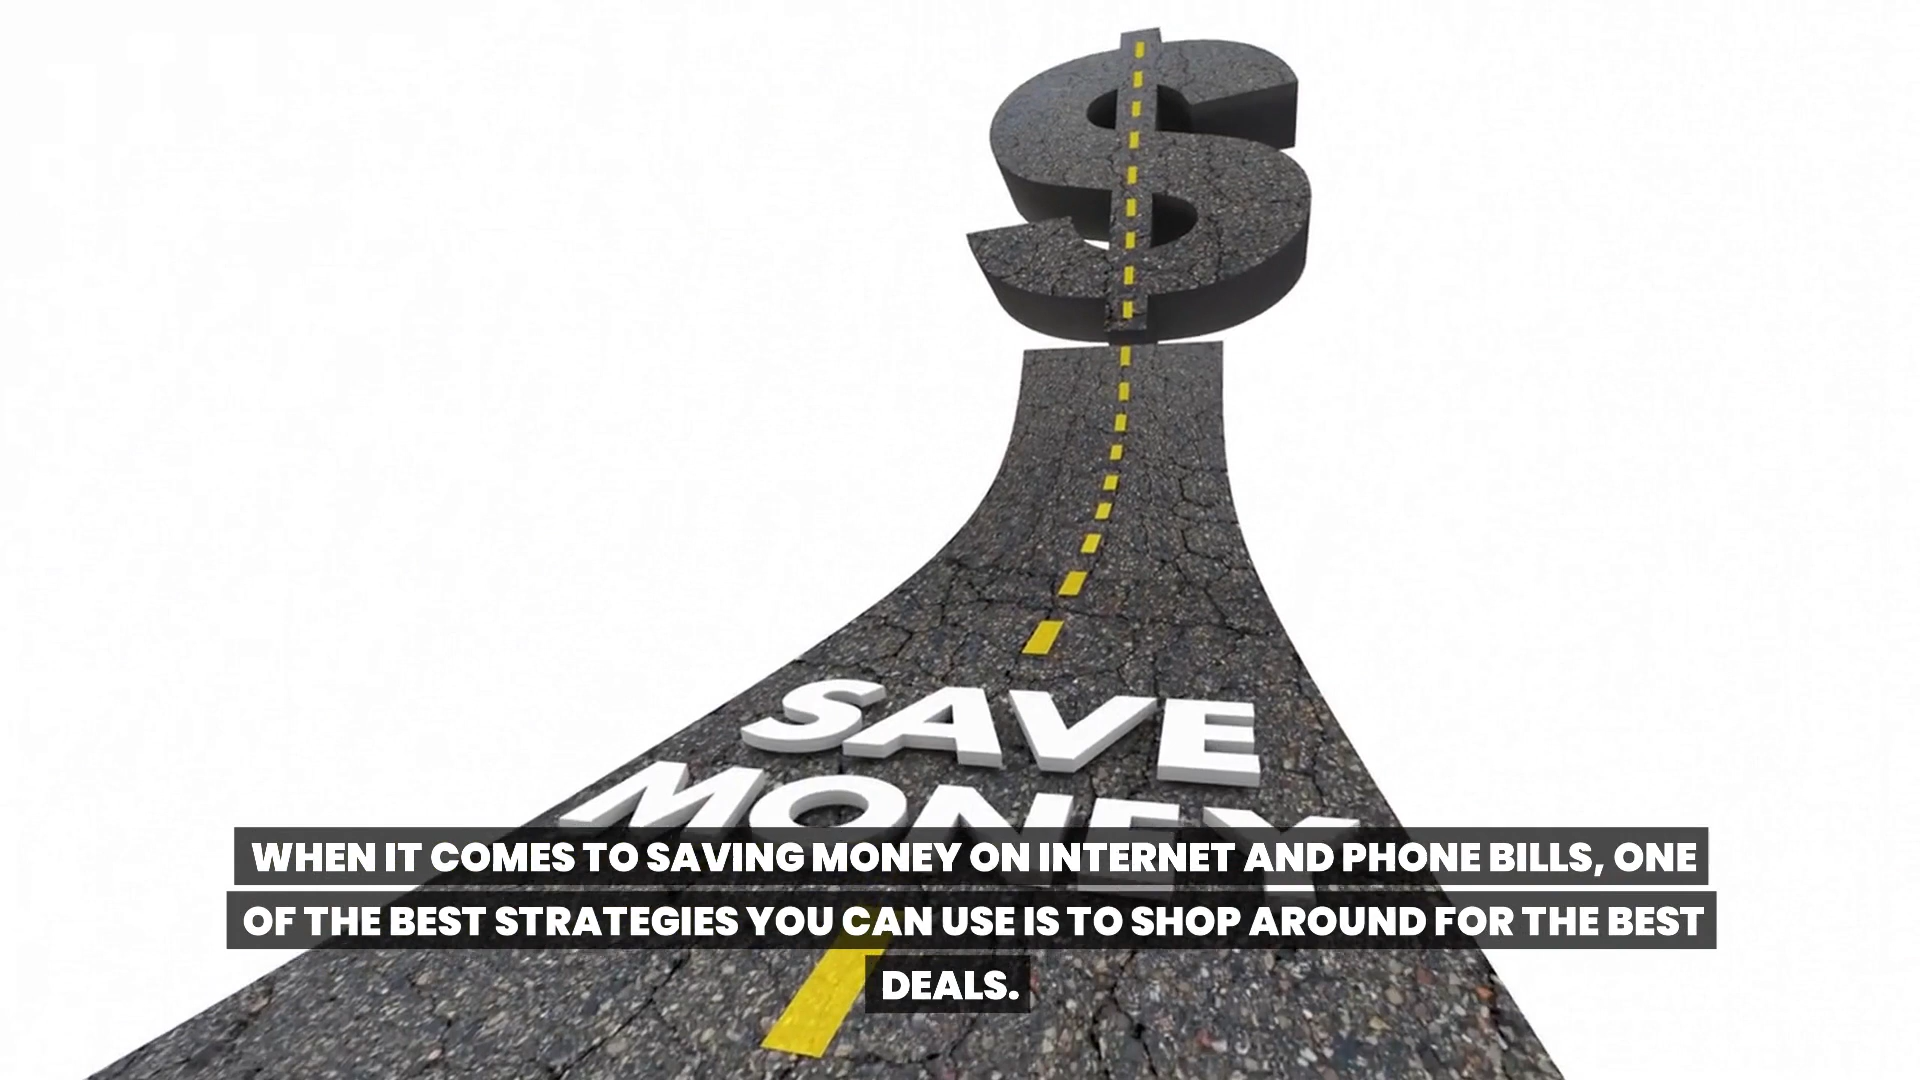 $
SAVE
MONEY
WHEN IT COMES TO SAVING MONEY ON INTERNET AND PHONE BILLS, ONE
OF THE BEST STRATEGIES YOU CAN USE IS TO SHOP AROUND FOR THE BEST
DEALS.